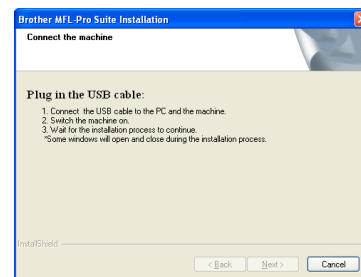 Brother MFL-Pro Suite Installation
Connect the machine
Plug in the USB cable:
1. Connect the USB cable to the PC and the machine.
2. Switch the machine on.
3. Wait for the installation process to continue.
*Some windows will open and close during the installation process.
InstallShield
< Back Next > Cancel